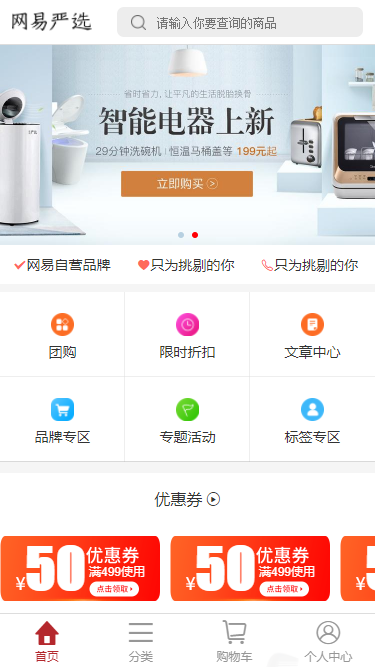 网易严选
请输入你要查询的商品
省时省力, 让平凡的生活脱胎换骨
智能电器上新
29分钟洗碗机 | 恒温马桶盖等 199元起
立即购买
网易自营品牌
只为挑剔的你
只为挑剔的你
团购
限时折扣
文章中心
品牌专区
专题活动
标签专区
优惠券
¥50优惠券
满499使用
点击领取
¥50优惠券
满499使用
点击领取
¥5
首页
分类
购物车
个人中心